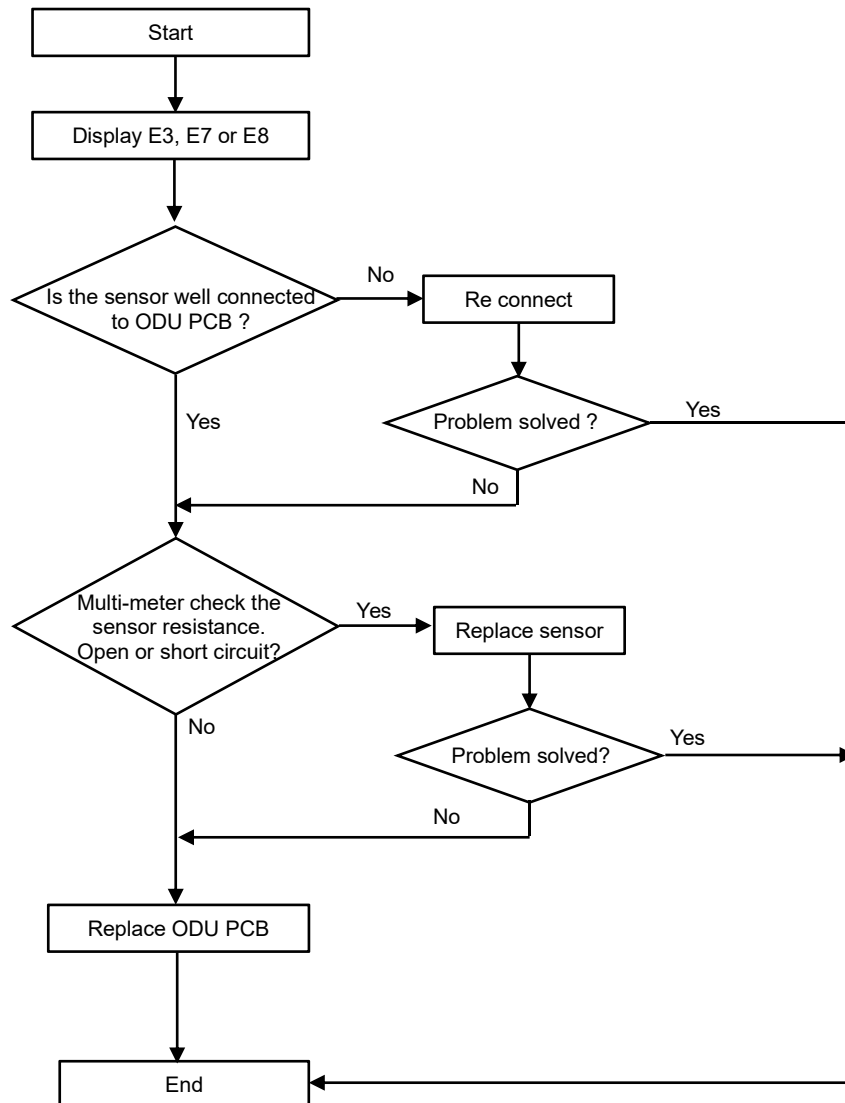 Start
Display E3, E7 or E8
Is the sensor well connected
to ODU PCB ?
No
Re connect
Yes
Problem solved ?
Yes
No
Multi-meter check the
sensor resistance.
Open or short circuit?
Yes
Replace sensor
No
Problem solved?
Yes
No
Replace ODU PCB
End